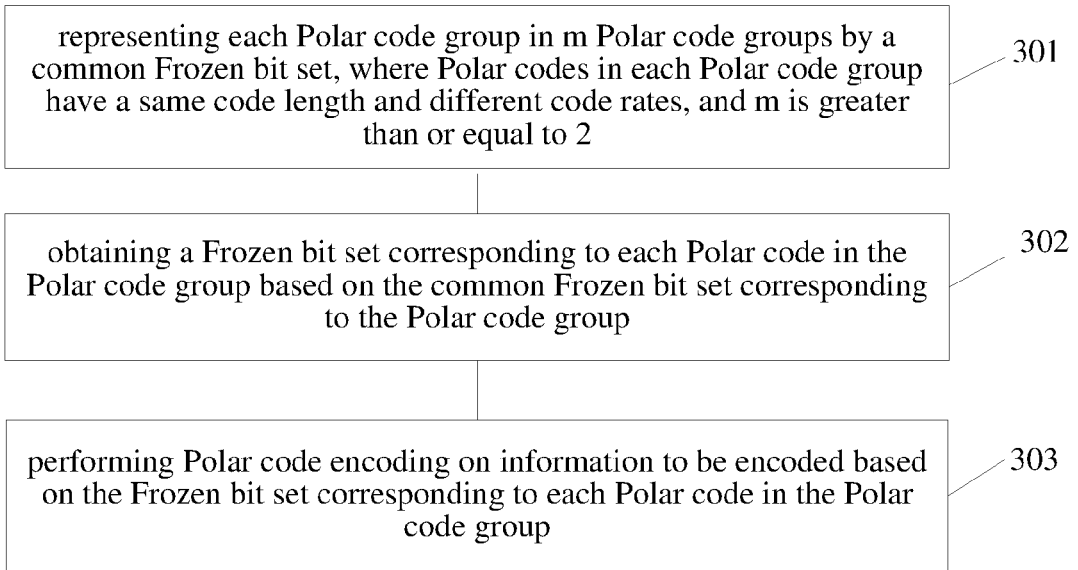 representing each Polar code group in m Polar code groups by a
common Frozen bit set, where Polar codes in each Polar code group
have a same code length and different code rates, and m is greater
than or equal to 2
301
obtaining a Frozen bit set corresponding to each Polar code in the
Polar code group based on the common Frozen bit set corresponding
to the Polar code group
302
performing Polar code encoding on information to be encoded based
on the Frozen bit set corresponding to each Polar code in the Polar
code group
303